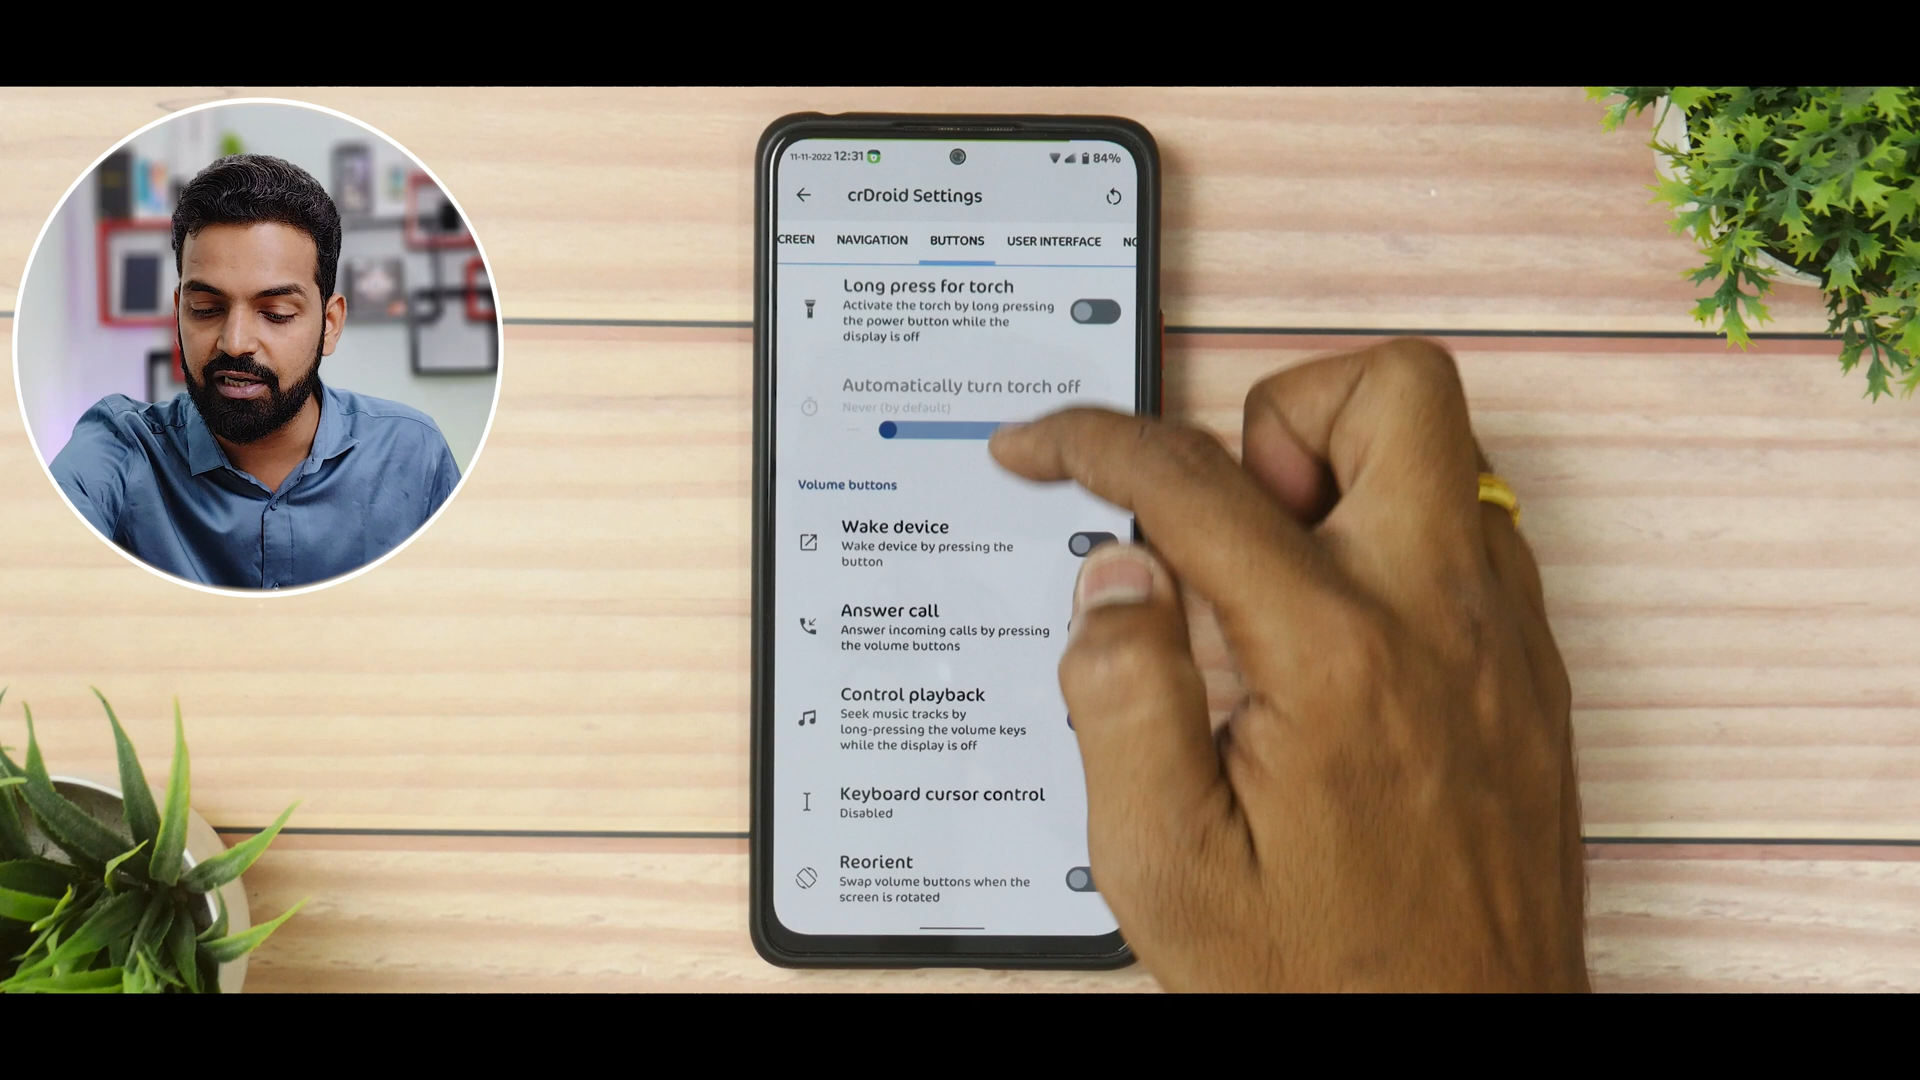 11-11-2022 12:31
84%
crDroid Settings
CREEN NAVIGATION BUTTONS USER INTERFACE NO
Long press for torch
Activate the torch by long pressing
the power button while the
display is off
Automatically turn torch off
Never (by default)
Volume buttons
Wake device
Wake device by pressing the
button
Answer call
Answer incoming calls by pressing
the volume buttons
Control playback
Seek music tracks by
long-pressing the volume keys
while the display is off
Keyboard cursor control
Disabled
Reorient
Swap volume buttons when the
screen is rotated